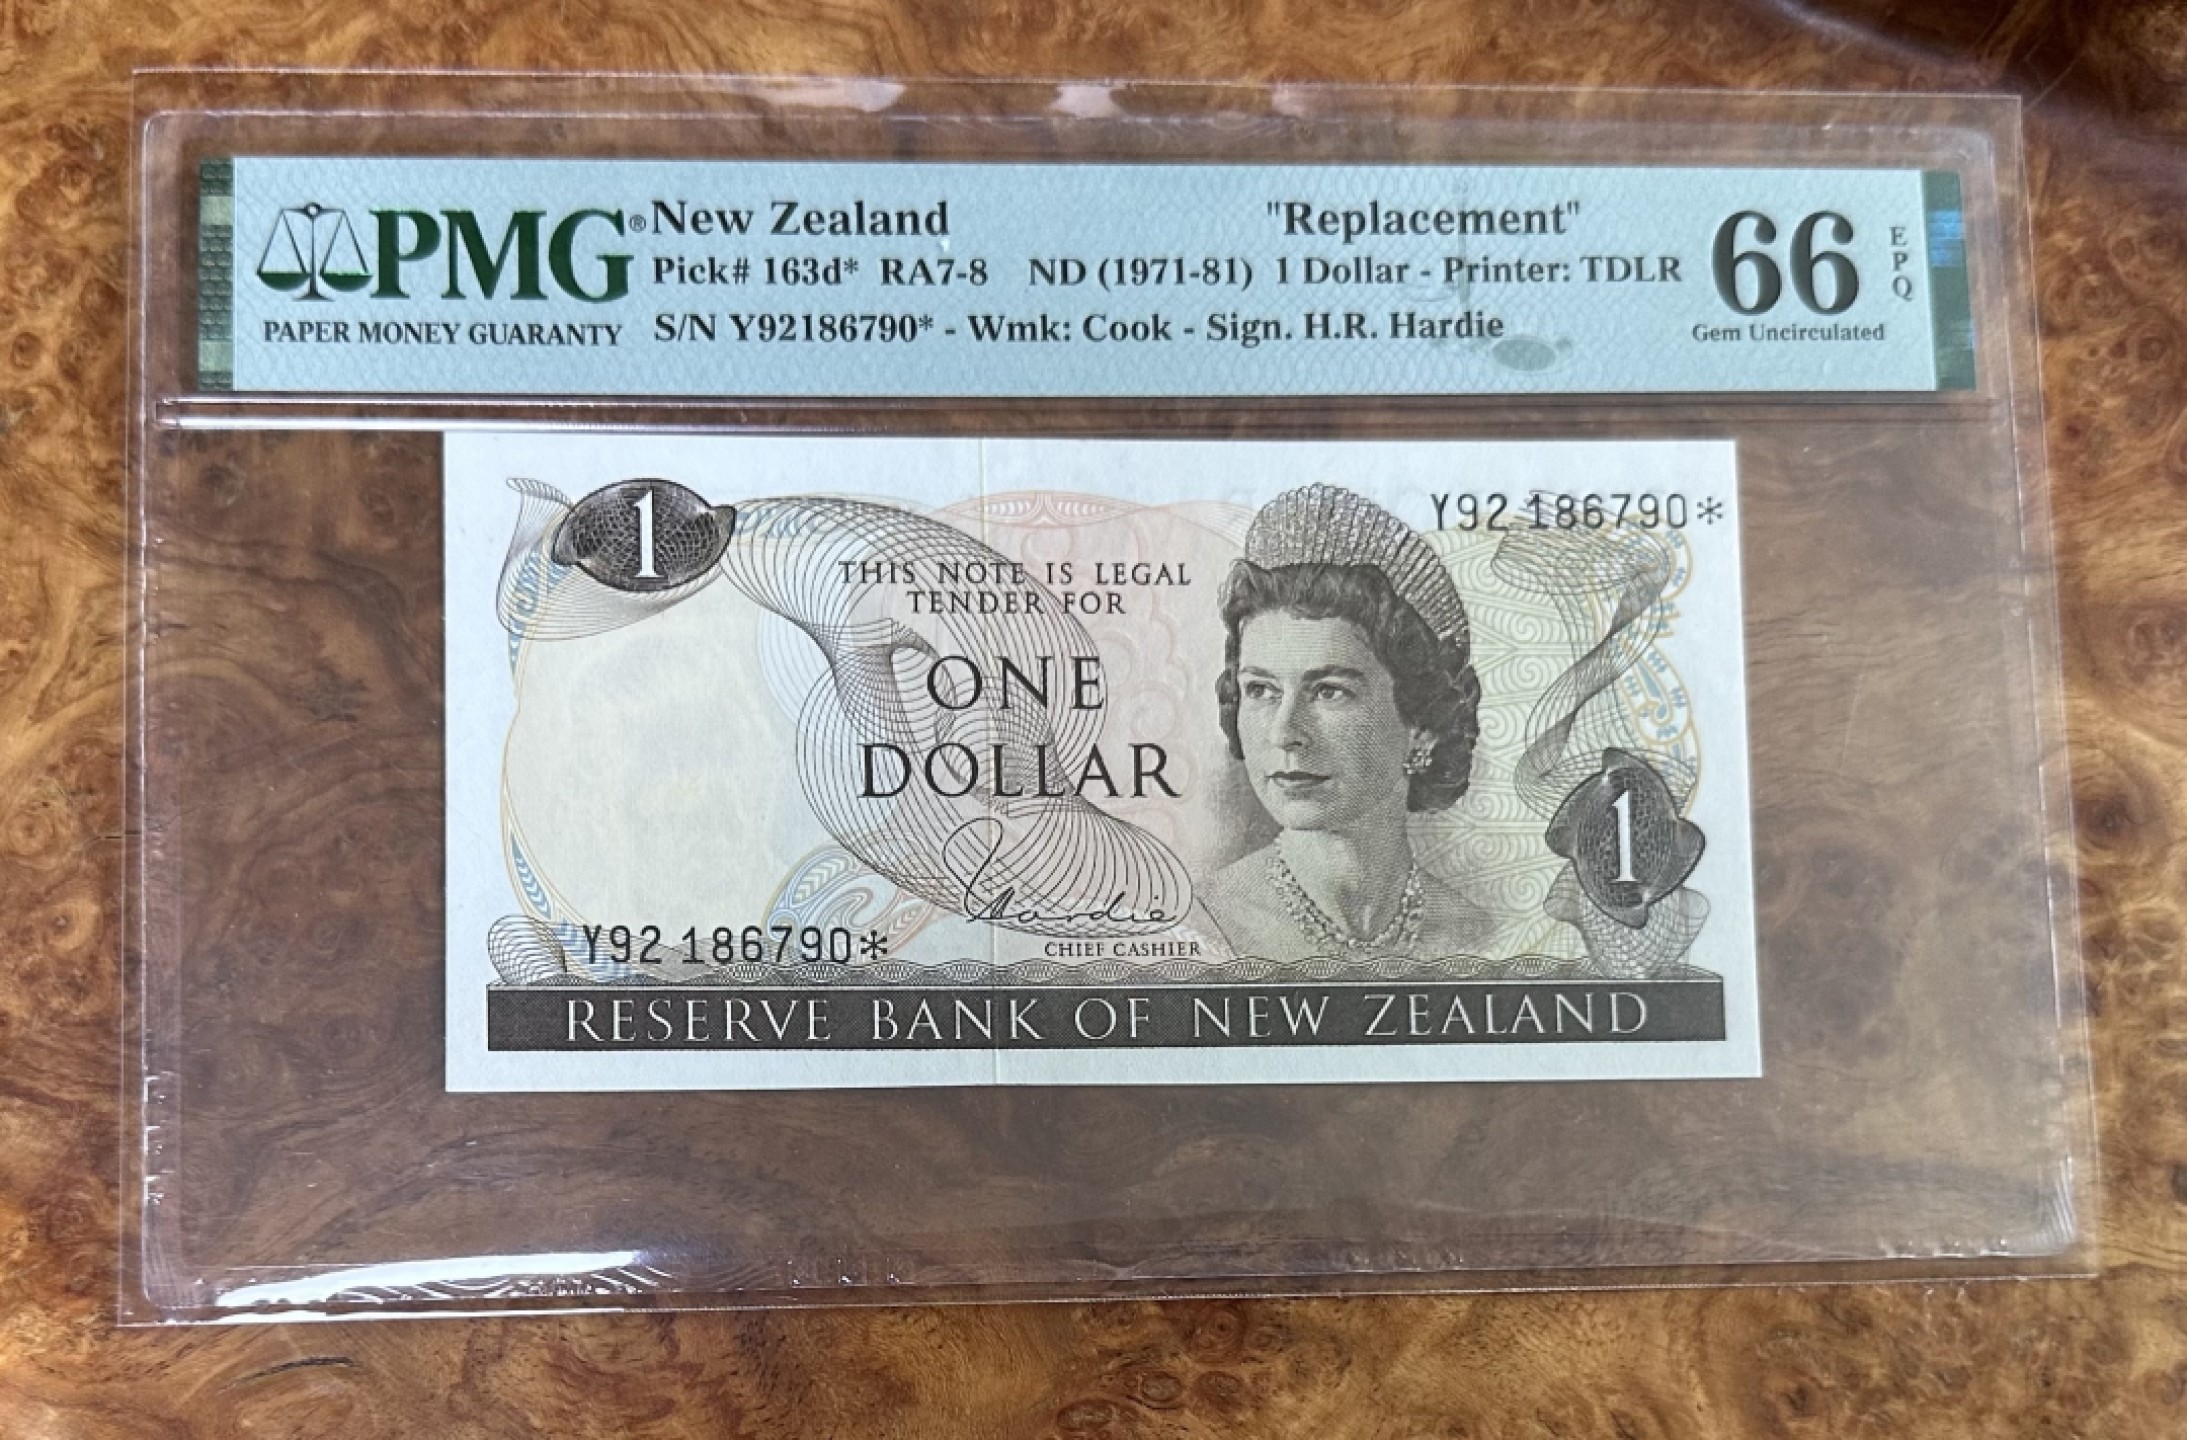 PMG®
PAPER MONEY GUARANTY
New Zealand "Replacement"
Pick# 163d* RA7-8 ND (1971-81) 1 Dollar - Printer: TDLR
S/N Y92186790* - Wmk: Cook - Sign. H.R. Hardie
66 EPQ
Gem Uncirculated
1
Y92 186790*
THIS NOTE IS LEGAL
TENDER FOR
ONE
DOLLAR
Hardie
1
Y92 186790*
CHIEF CASHIER
RESERVE BANK OF NEW ZEALAND